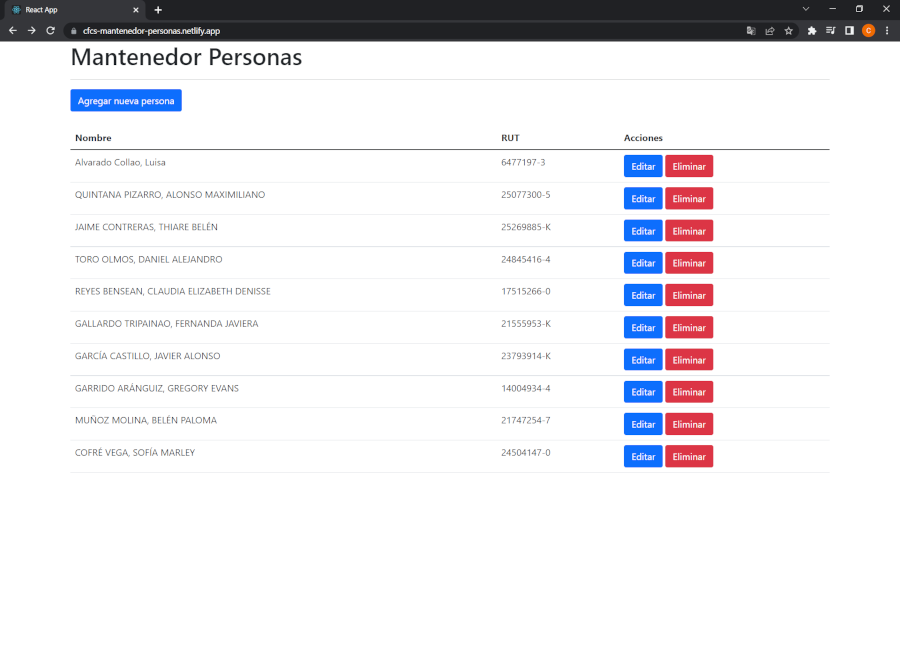 React App
cfcs-mantenedor-personas.netlify.app
C
Mantenedor Personas
Agregar nueva persona
Nombre RUT Acciones
Alvarado Collao, Luisa 6477197-3 Editar Eliminar
QUINTANA PIZARRO, ALONSO MAXIMILIANO 25077300-5 Editar Eliminar
JAIME CONTRERAS, THIARE BELÉN 25269885-K Editar Eliminar
TORO OLMOS, DANIEL ALEJANDRO 24845416-4 Editar Eliminar
REYES BENSEAN, CLAUDIA ELIZABETH DENISSE 17515266-0 Editar Eliminar
GALLARDO TRIPAINAO, FERNANDA JAVIERA 21555953-K Editar Eliminar
GARCÍA CASTILLO, JAVIER ALONSO 23793914-K Editar Eliminar
GARRIDO ARÁNGUIZ, GREGORY EVANS 14004934-4 Editar Eliminar
MUÑOZ MOLINA, BELÉN PALOMA 21747254-7 Editar Eliminar
COFRÉ VEGA, SOFÍA MARLEY 24504147-0 Editar Eliminar